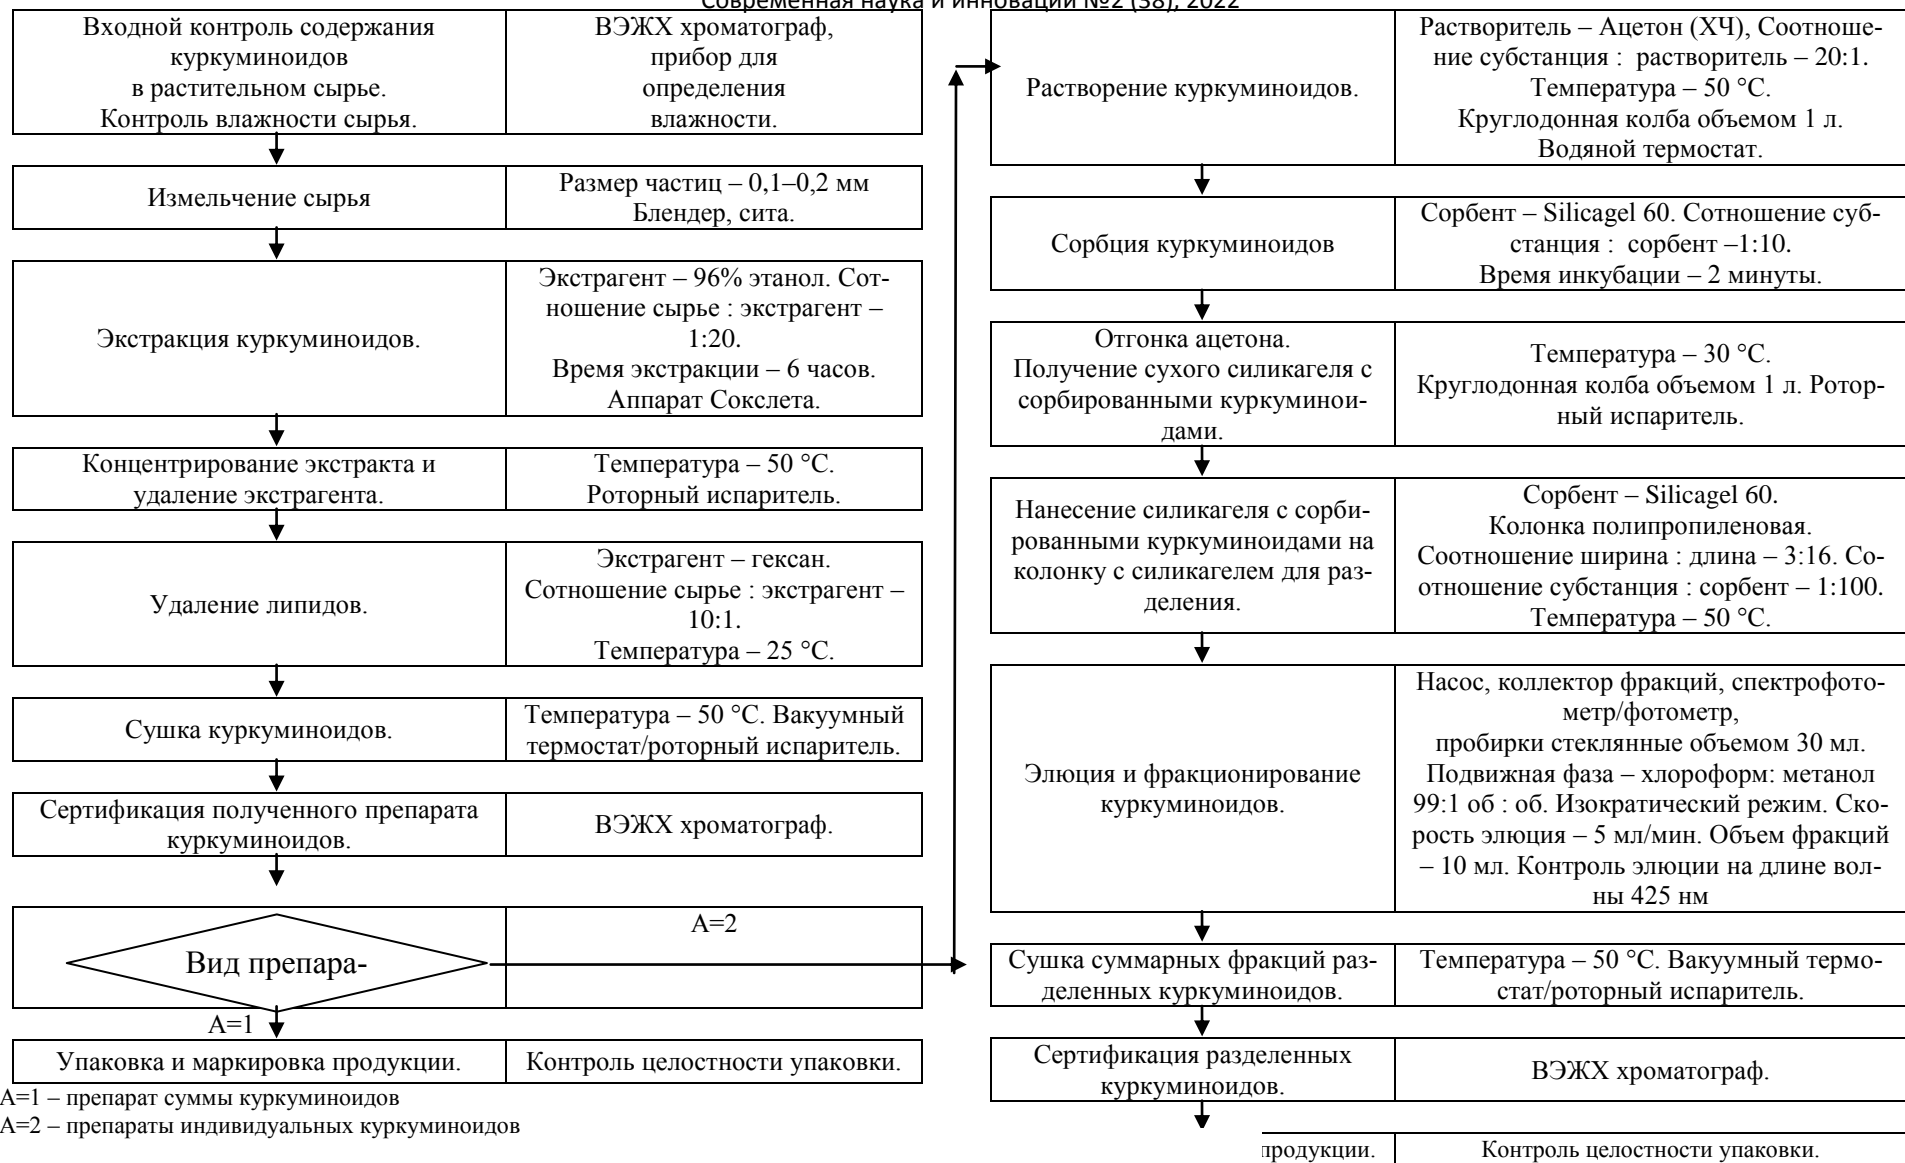 Современная наука и инновации №2 (38), 2022
Входной контроль содержания
куркуминоидов
в растительном сырье.
Контроль влажности сырья.
ВЭЖХ хроматограф,
прибор для
определения
влажности.
Измельчение сырья
Размер частиц – 0,1–0,2 мм
Блендер, сита.
Экстракция куркуминоидов.
Экстрагент – 96% этанол. Сот-
ношение сырье : экстрагент –
1:20.
Время экстракции – 6 часов.
Аппарат Сокслета.
Концентрирование экстракта и
удаление экстрагента.
Температура – 50 °С.
Роторный испаритель.
Удаление липидов.
Экстрагент – гексан.
Сотношение сырье : экстрагент –
10:1.
Температура – 25 °С.
Сушка куркуминоидов.
Температура – 50 °С. Вакуумный
термостат/роторный испаритель.
Сертификация полученного препарата
куркуминоидов.
ВЭЖХ хроматограф.
Вид препара-
А=2
А=1
Упаковка и маркировка продукции.
Контроль целостности упаковки.
А=1 – препарат суммы куркуминоидов
А=2 – препараты индивидуальных куркуминоидов
Растворение куркуминоидов.
Растворитель – Ацетон (ХЧ), Соотноше-
ние субстанция : растворитель – 20:1.
Температура – 50 °С.
Круглодонная колба объемом 1 л.
Водяной термостат.
Сорбция куркуминоидов
Сорбент – Silicagel 60. Сотношение суб-
станция : сорбент –1:10.
Время инкубации – 2 минуты.
Отгонка ацетона.
Получение сухого силикагеля с
сорбированными куркуминои-
дами.
Температура – 30 °С.
Круглодонная колба объемом 1 л. Ротор-
ный испаритель.
Нанесение силикагеля с сорби-
рованными куркуминоидами на
колонку с силикагелем для раз-
деления.
Сорбент – Silicagel 60.
Колонка полипропиленовая.
Соотношение ширина : длина – 3:16. Со-
отношение субстанция : сорбент – 1:100.
Температура – 50 °С.
Элюция и фракционирование
куркуминоидов.
Насос, коллектор фракций, спектрофото-
метр/фотометр,
пробирки стеклянные объемом 30 мл.
Подвижная фаза – хлороформ: метанол
99:1 об : об. Изократический режим. Ско-
рость элюция – 5 мл/мин. Объем фракций
– 10 мл. Контроль элюции на длине вол-
ны 425 нм
Сушка суммарных фракций раз-
деленных куркуминоидов.
Температура – 50 °С. Вакуумный термо-
стат/роторный испаритель.
Сертификация разделенных
куркуминоидов.
ВЭЖХ хроматограф.
продукции.
Контроль целостности упаковки.